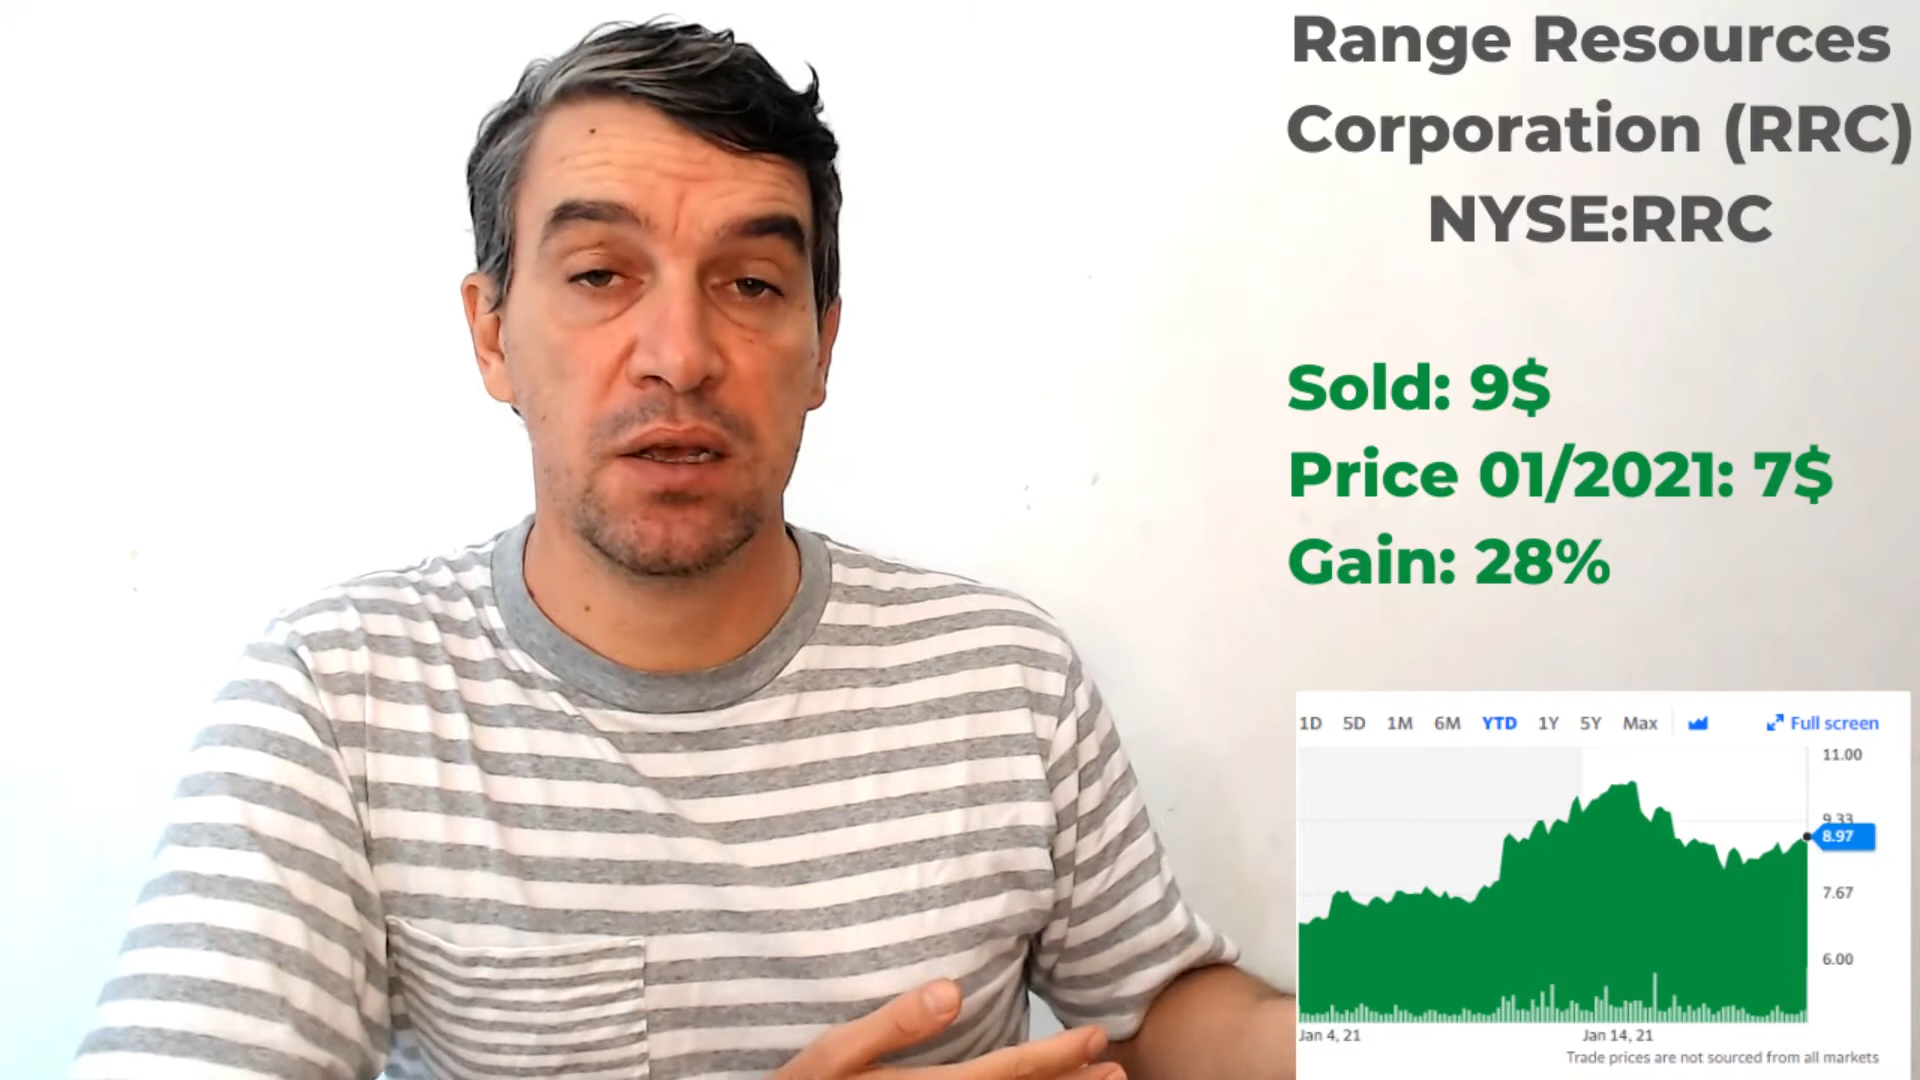 Range Resources
Corporation (RRC)
NYSE:RRC
Sold: 9$
Price 01/2021: 7$
Gain: 28%
1D 5D 1M 6M YTD 1Y 5Y Max Full screen
11.00
9.33
8.97
7.67
6.00
Jan 4, 21 Jan 14, 21
Trade prices are not sourced from all markets